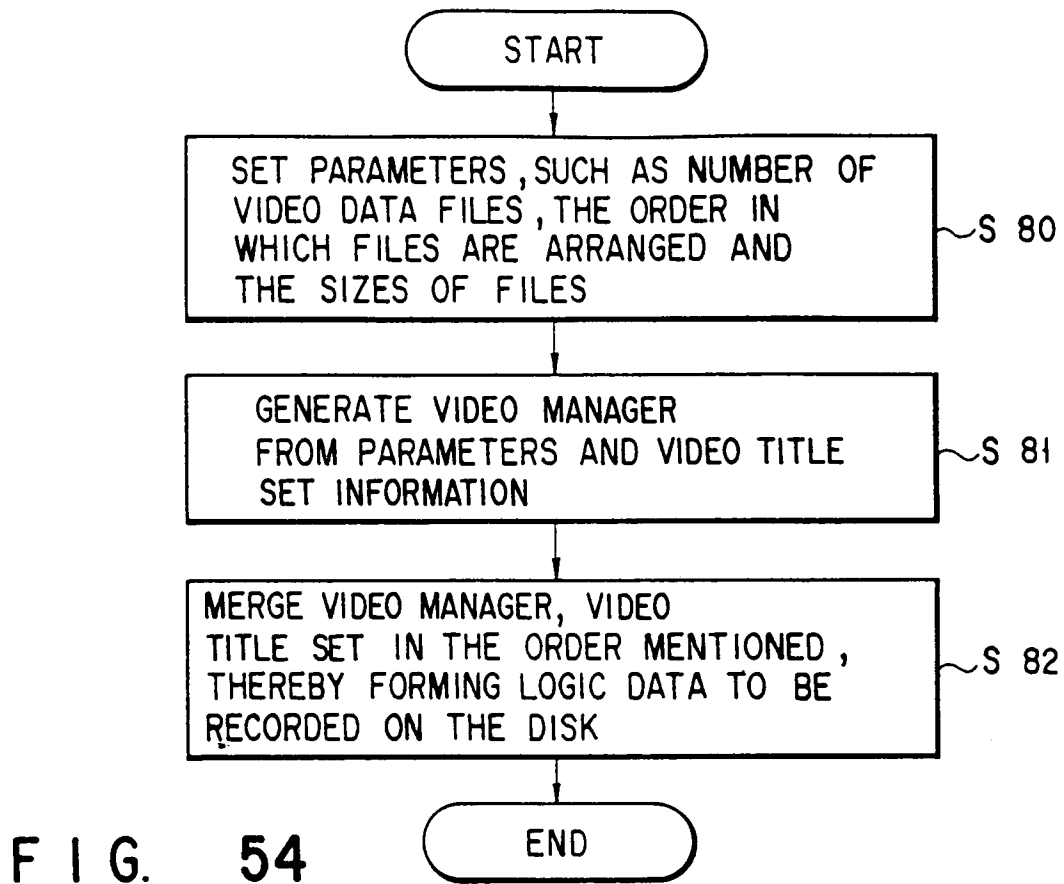 START
SET PARAMETERS, SUCH AS NUMBER OF
VIDEO DATA FILES, THE ORDER IN
WHICH FILES ARE ARRANGED AND
THE SIZES OF FILES
S 80
GENERATE VIDEO MANAGER
FROM PARAMETERS AND VIDEO TITLE
SET INFORMATION
S 81
MERGE VIDEO MANAGER, VIDEO
TITLE SET IN THE ORDER MENTIONED,
THEREBY FORMING LOGIC DATA TO BE
RECORDED ON THE DISK
S 82
END
FIG. 54